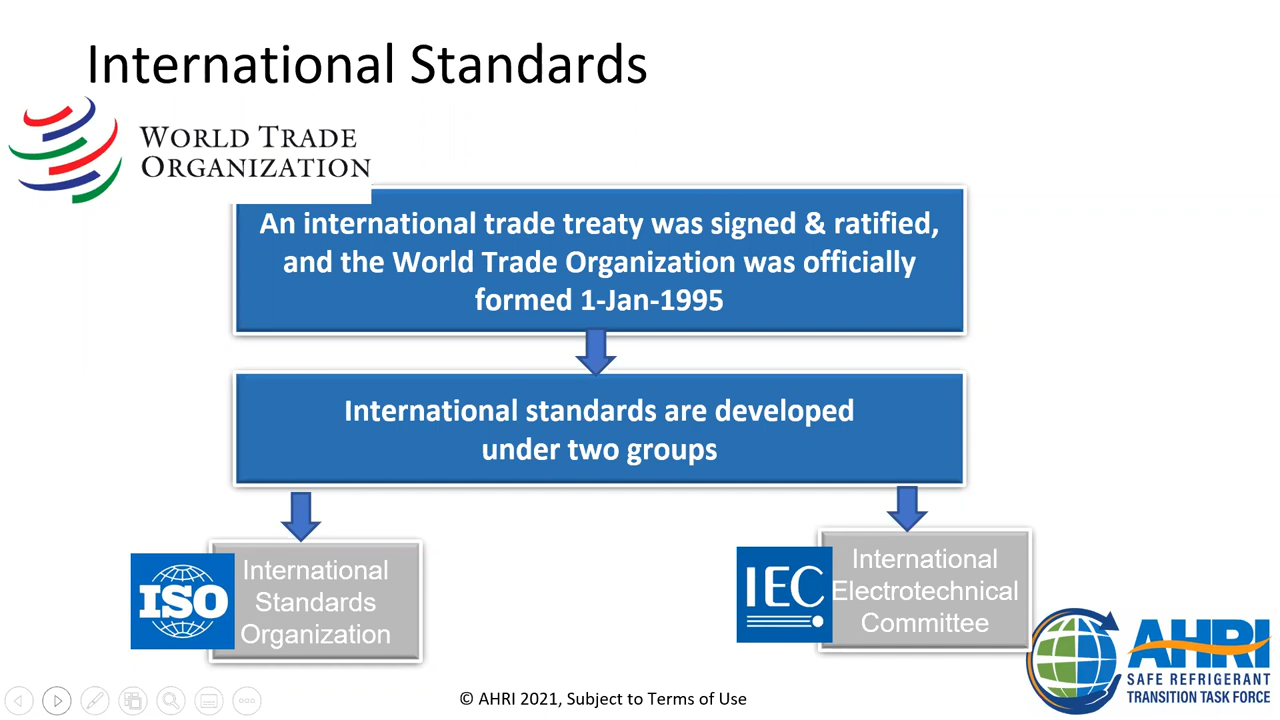 International Standards
WORLD TRADE
ORGANIZATION
An international trade treaty was signed & ratified,
and the World Trade Organization was officially
formed 1-Jan-1995
International standards are developed
under two groups
ISO
International
Standards
Organization
IEC
International
Electrotechnical
Committee
AHRI
SAFE REFRIGERANT
TRANSITION TASK FORCE
© AHRI 2021, Subject to Terms of Use